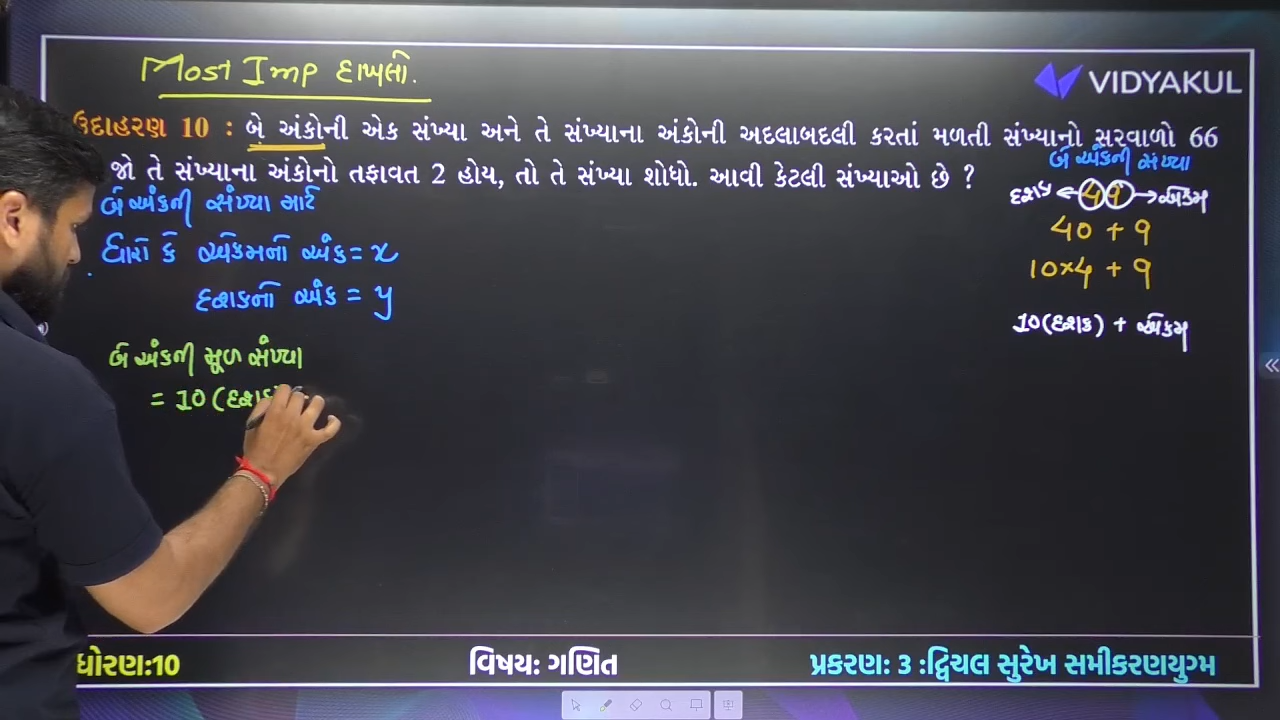 Most Imp દાખલો.
VIDYAKUL
ઉદાહરણ 10 : બે અંકોની એક સંખ્યા અને તે સંખ્યાના અંકોની અદલાબદલી કરતાં મળતી સંખ્યાનો સરવાળો 66
જો તે સંખ્યાના અંકોનો તફાવત 2 હોય, તો તે સંખ્યા શોધો. આવી કેટલી સંખ્યાઓ છે ?
બે અંકની સંખ્યા માટે
ધારો કે એકમનો અંક = x
દશકનો અંક = y
બે અંકની મૂળ સંખ્યા
= 10 (દશક
બે અંકની સંખ્યા
દશક ← 49 → એકમ
40 + 9
10×4 + 9
10(દશક) + એકમ
ધોરણ:10
વિષય: ગણિત
પ્રકરણ: 3 :દ્વિચલ સુરેખ સમીકરણયુગ્મ